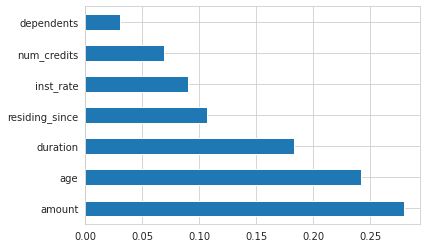 dependents
num_credits
inst_rate
residing_since
duration
age
amount
0.00 0.05 0.10 0.15 0.20 0.25